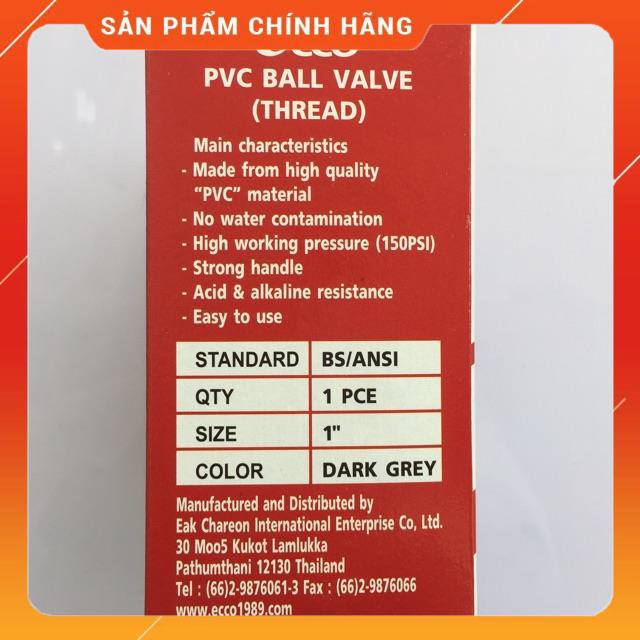 SẢN PHẨM CHÍNH HÃNG
ecco
PVC BALL VALVE
(THREAD)
Main characteristics
- Made from high quality
"PVC" material
- No water contamination
- High working pressure (150PSI)
- Strong handle
- Acid & alkaline resistance
- Easy to use
STANDARD BS/ANSI
QTY 1 PCE
SIZE 1"
COLOR DARK GREY
Manufactured and Distributed by
Eak Chareon International Enterprise Co, Ltd.
30 Moo5 Kukot Lamlukka
Pathumthani 12130 Thailand
Tel : (66)2-9876061-3 Fax : (66)2-9876066
www.ecco1989.com